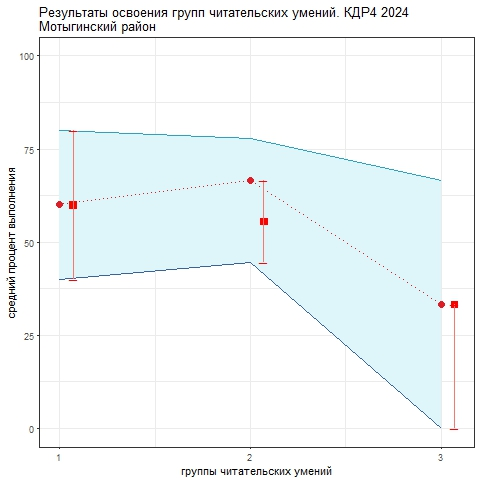 Результаты освоения групп читательских умений. КДР4 2024
Мотыгинский район
100
75
50
25
0
средний процент выполнения
1 2 3
группы читательских умений